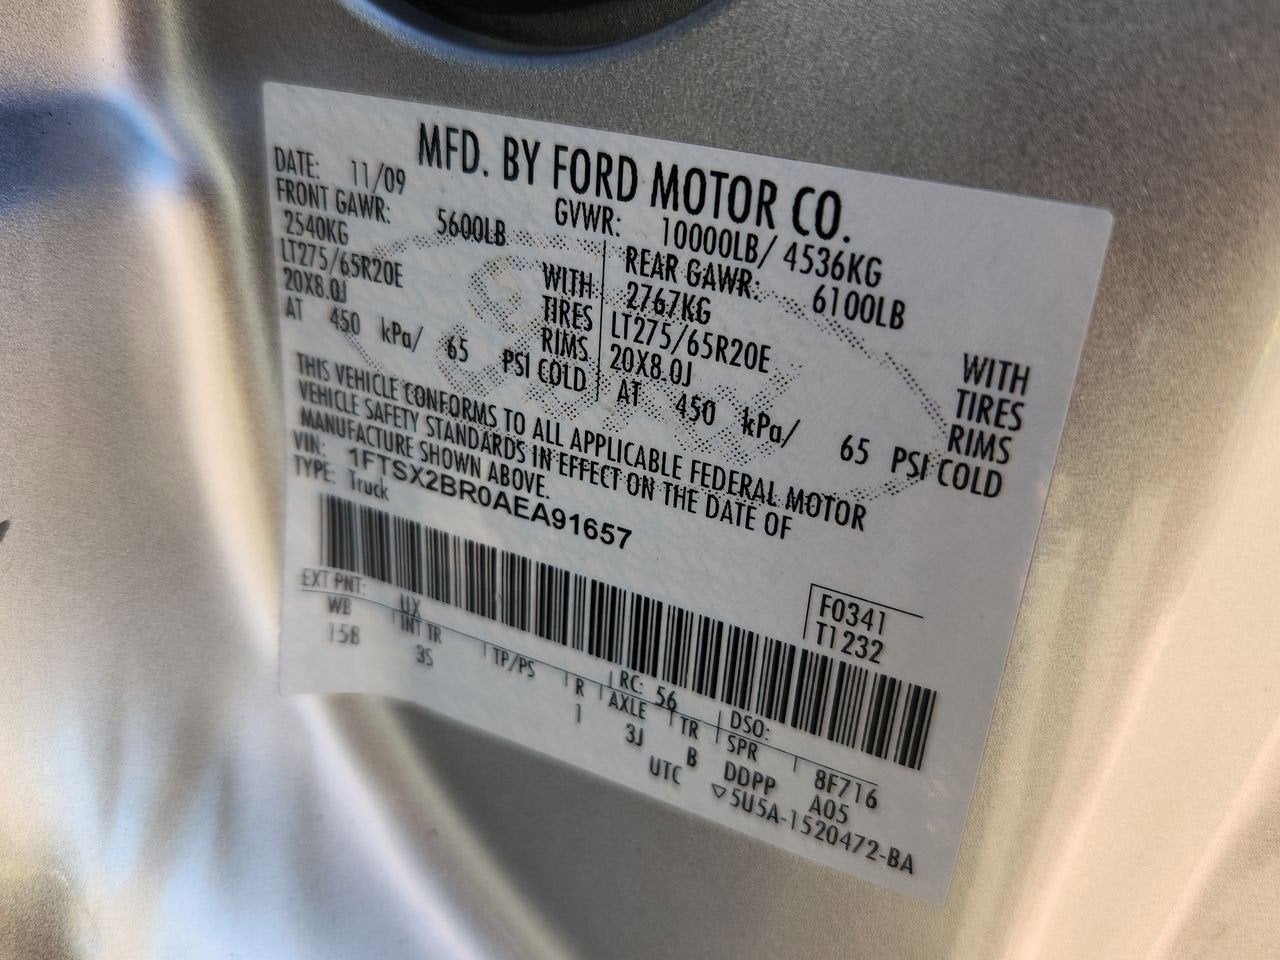 MFD. BY FORD MOTOR CO.
DATE: 11/09 GVWR: 10000LB/ 4536KG
FRONT GAWR: 5600LB REAR GAWR: 6100LB
2540KG WITH 2767KG WITH
LT275/65R20E TIRES LT275/65R20E TIRES
20X8.0J RIMS 20X8.0J RIMS
AT 450 kPa/ 65 PSI COLD AT 450 kPa/ 65 PSI COLD
THIS VEHICLE CONFORMS TO ALL APPLICABLE FEDERAL MOTOR
VEHICLE SAFETY STANDARDS IN EFFECT ON THE DATE OF
MANUFACTURE SHOWN ABOVE.
VIN: 1FTSX2BR0AEA91657
TYPE: Truck
F0341
T1232
EXT PNT: UX RC: 56 DSO:
WB INT TR TP/PS R AXLE TR SPR 8F716
15B 3S 1 3J B DDPP A05
UTC ▽5U5A-1520472-BA